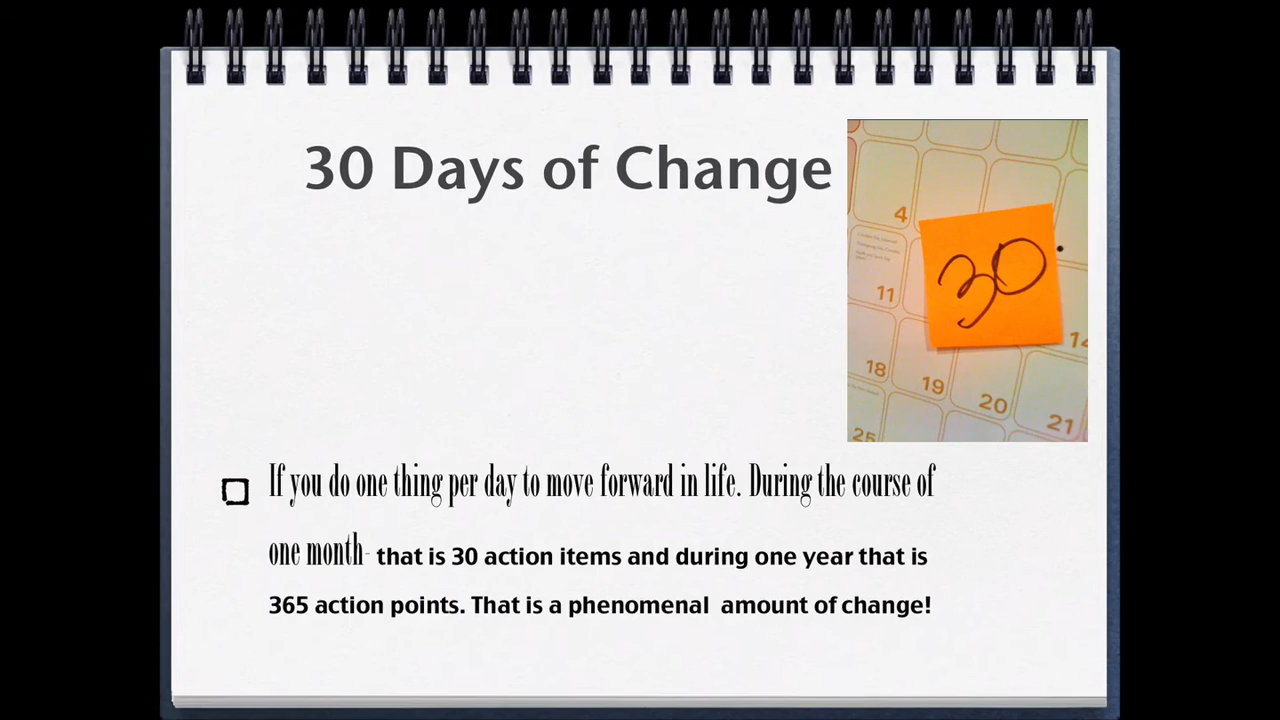 30 Days of Change
4
30
11
14
18
19
20
21
25
If you do one thing per day to move forward in life. During the course of
one month- that is 30 action items and during one year that is
365 action points. That is a phenomenal amount of change!